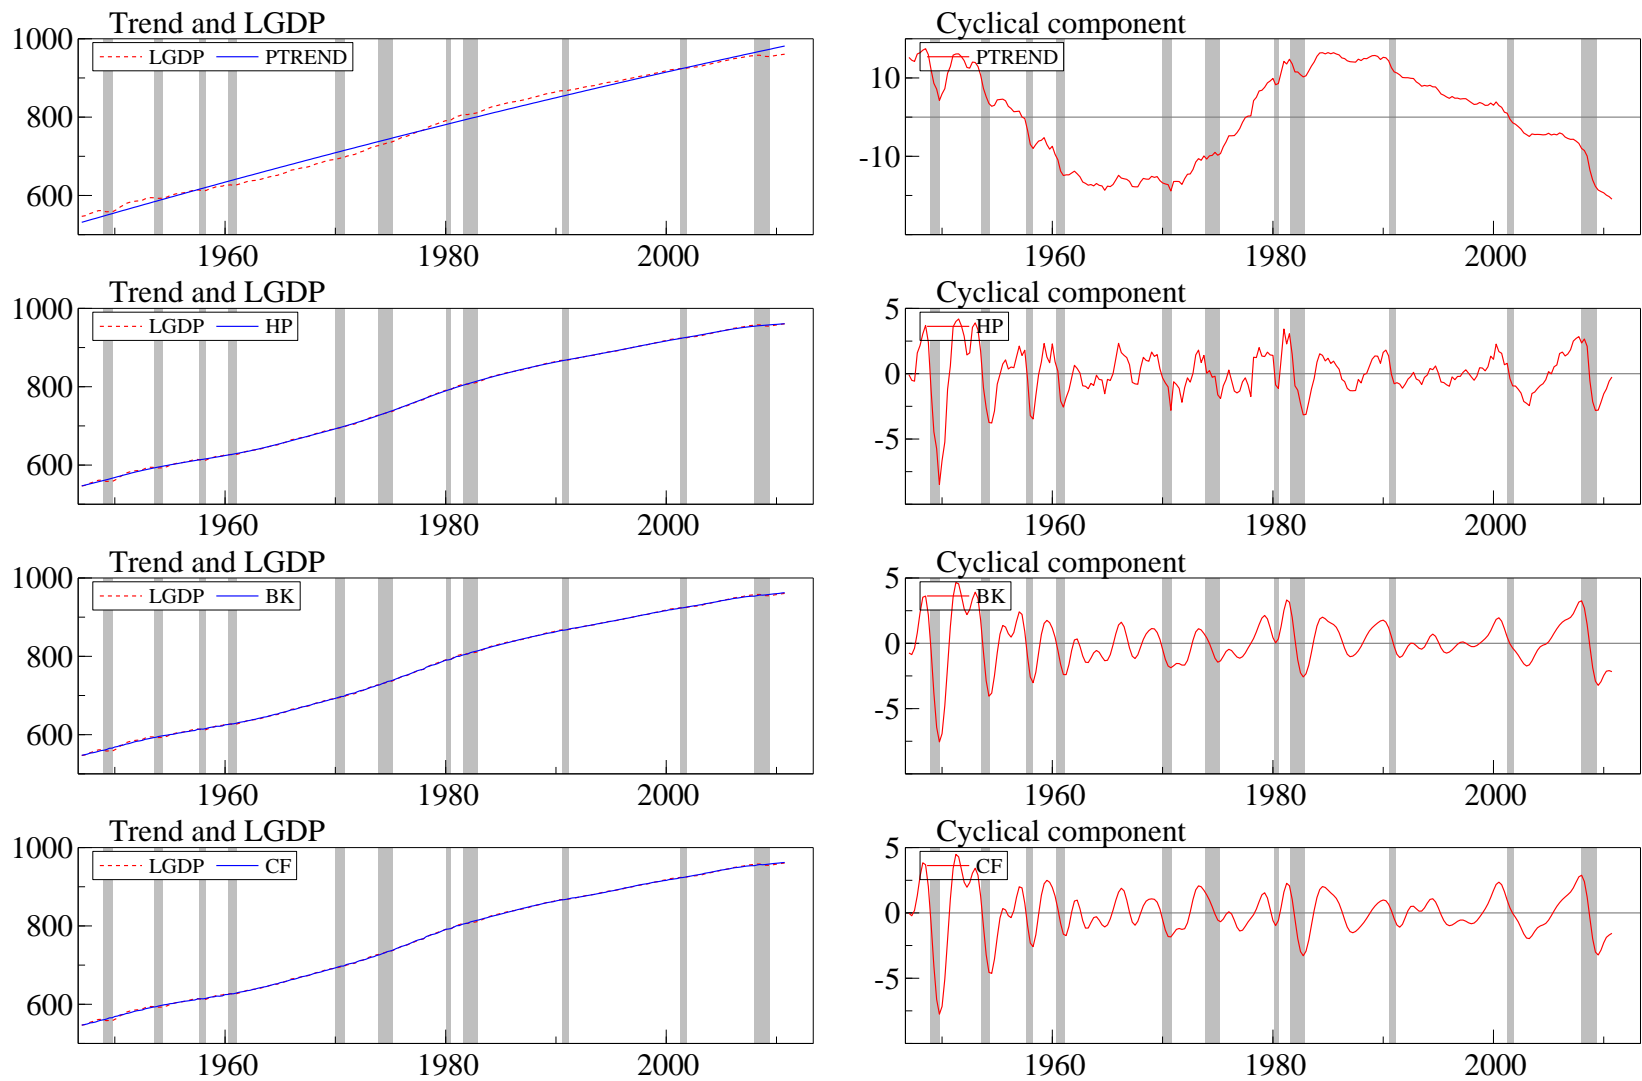 Trend and LGDP
1000
800
600
LGDP PTREND
1960 1980 2000
Cyclical component
10
-10
PTREND
1960 1980 2000
Trend and LGDP
1000
800
600
LGDP HP
1960 1980 2000
Cyclical component
5
0
-5
HP
1960 1980 2000
Trend and LGDP
1000
800
600
LGDP BK
1960 1980 2000
Cyclical component
5
0
-5
BK
1960 1980 2000
Trend and LGDP
1000
800
600
LGDP CF
1960 1980 2000
Cyclical component
5
0
-5
CF
1960 1980 2000